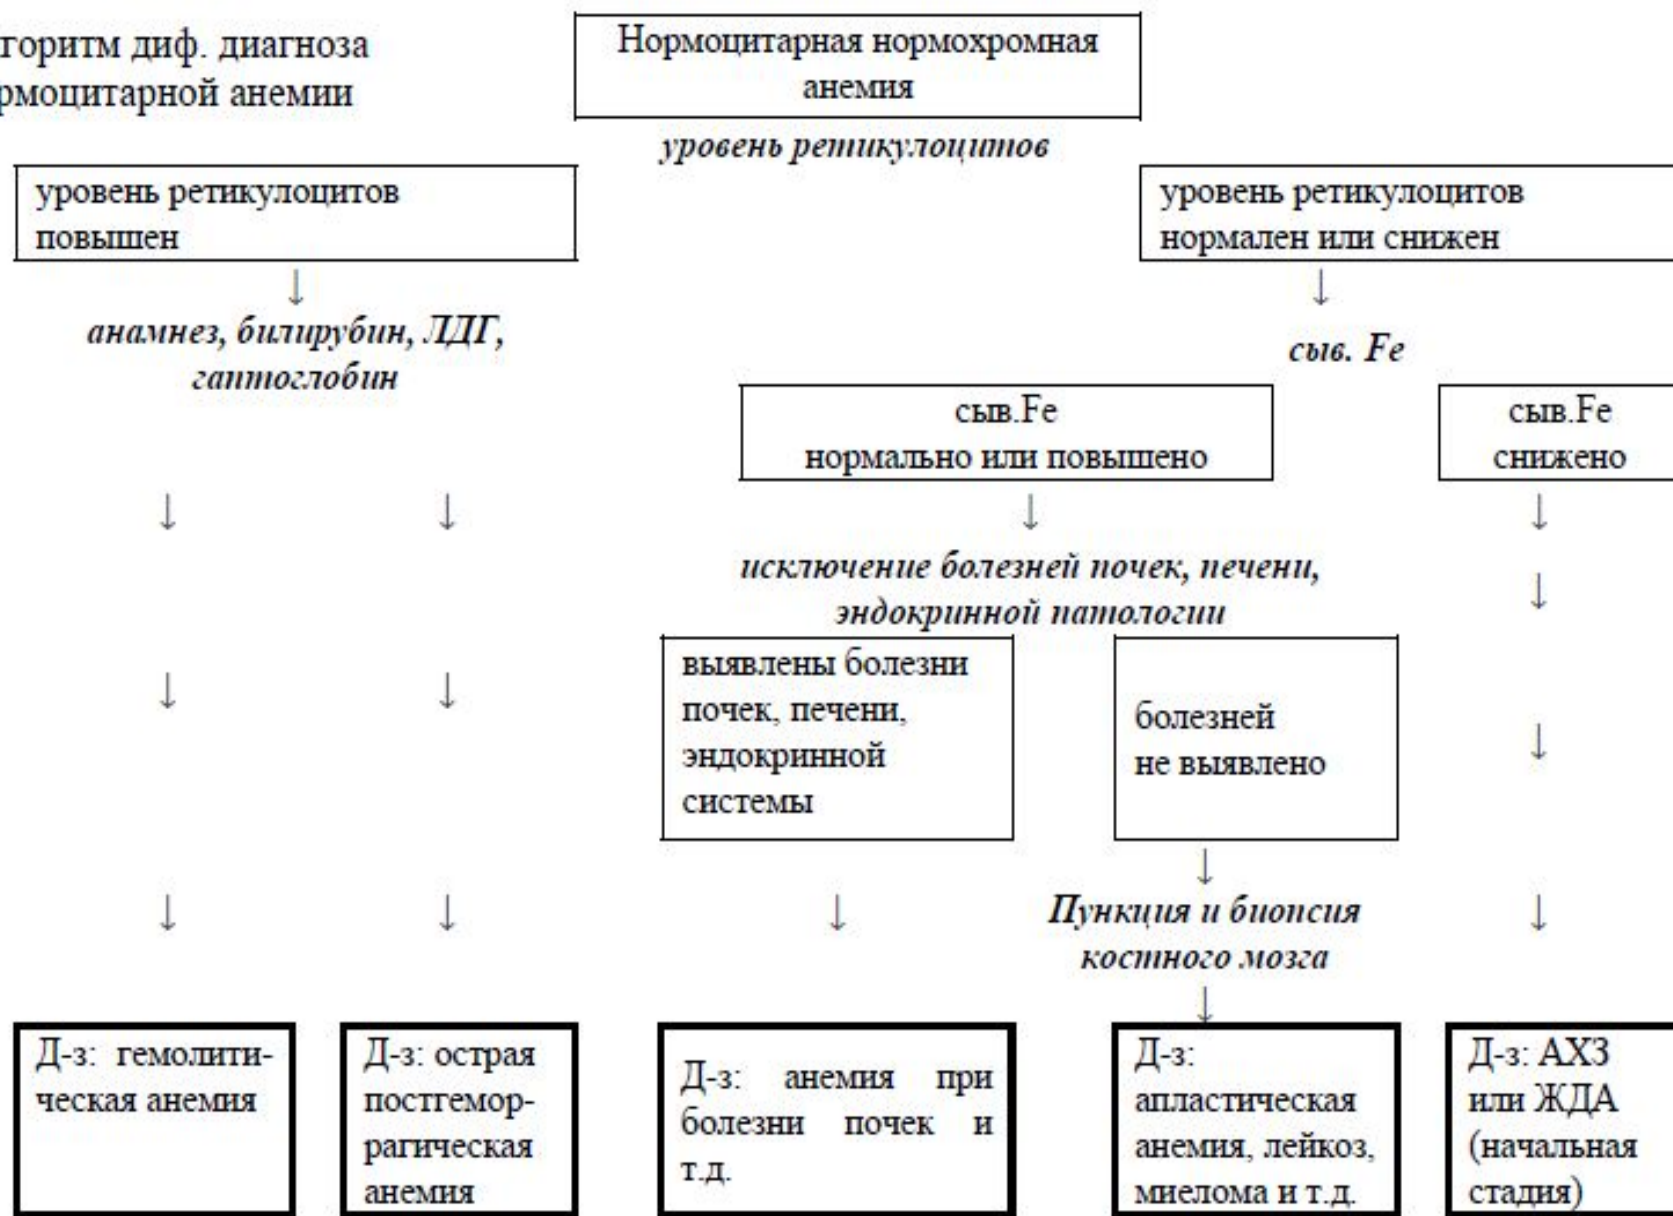 горитм диф. диагноза
рмоцитарной анемии
Нормоцитарная нормохромная
анемия
уровень ретикулоцитов
уровень ретикулоцитов
повышен
уровень ретикулоцитов
нормален или снижен
анамнез, билирубин, ЛДГ,
гаптоглобин
сыв. Fe
сыв.Fe
нормально или повышено
сыв.Fe
снижено
исключение болезней почек, печени,
эндокринной патологии
выявлены болезни
почек, печени,
эндокринной
системы
болезней
не выявлено
Пункция и биопсия
костного мозга
Д-з: гемолити-
ческая анемия
Д-з: острая
постгемор-
рагическая
анемия
Д-з: анемия при
болезни почек и
т.д.
Д-з:
апластическая
анемия, лейкоз,
миелома и т.д.
Д-з: АХЗ
или ЖДА
(начальная
стадия)